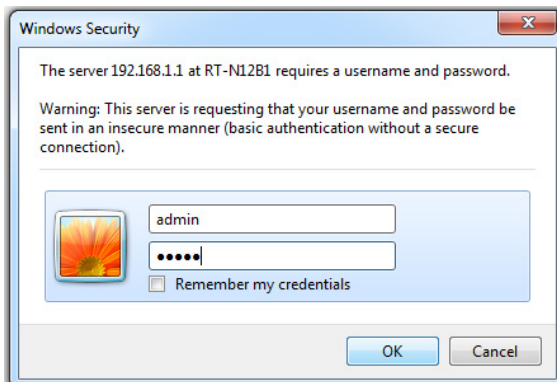 Windows Security
The server 192.168.1.1 at RT-N12B1 requires a username and password.
Warning: This server is requesting that your username and password be
sent in an insecure manner (basic authentication without a secure
connection).
admin
•••••
Remember my credentials
OK
Cancel